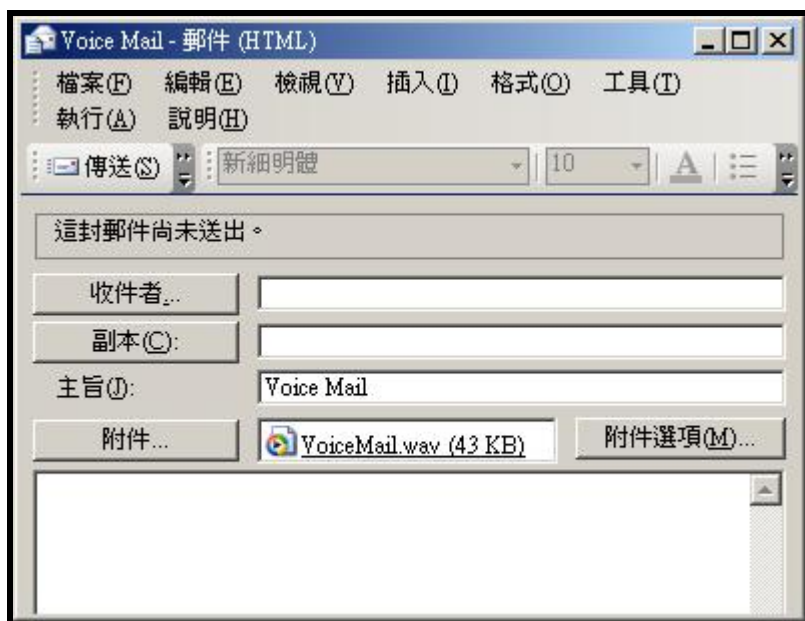 Voice Mail - 郵件 (HTML)
檔案(F) 編輯(E) 檢視(V) 插入(I) 格式(O) 工具(T)
執行(A) 說明(H)
傳送(S) 新細明體 10 A
這封郵件尚未送出。
收件者...
副本(C):
主旨(J): Voice Mail
附件... VoiceMail.wav (43 KB) 附件選項(M)...